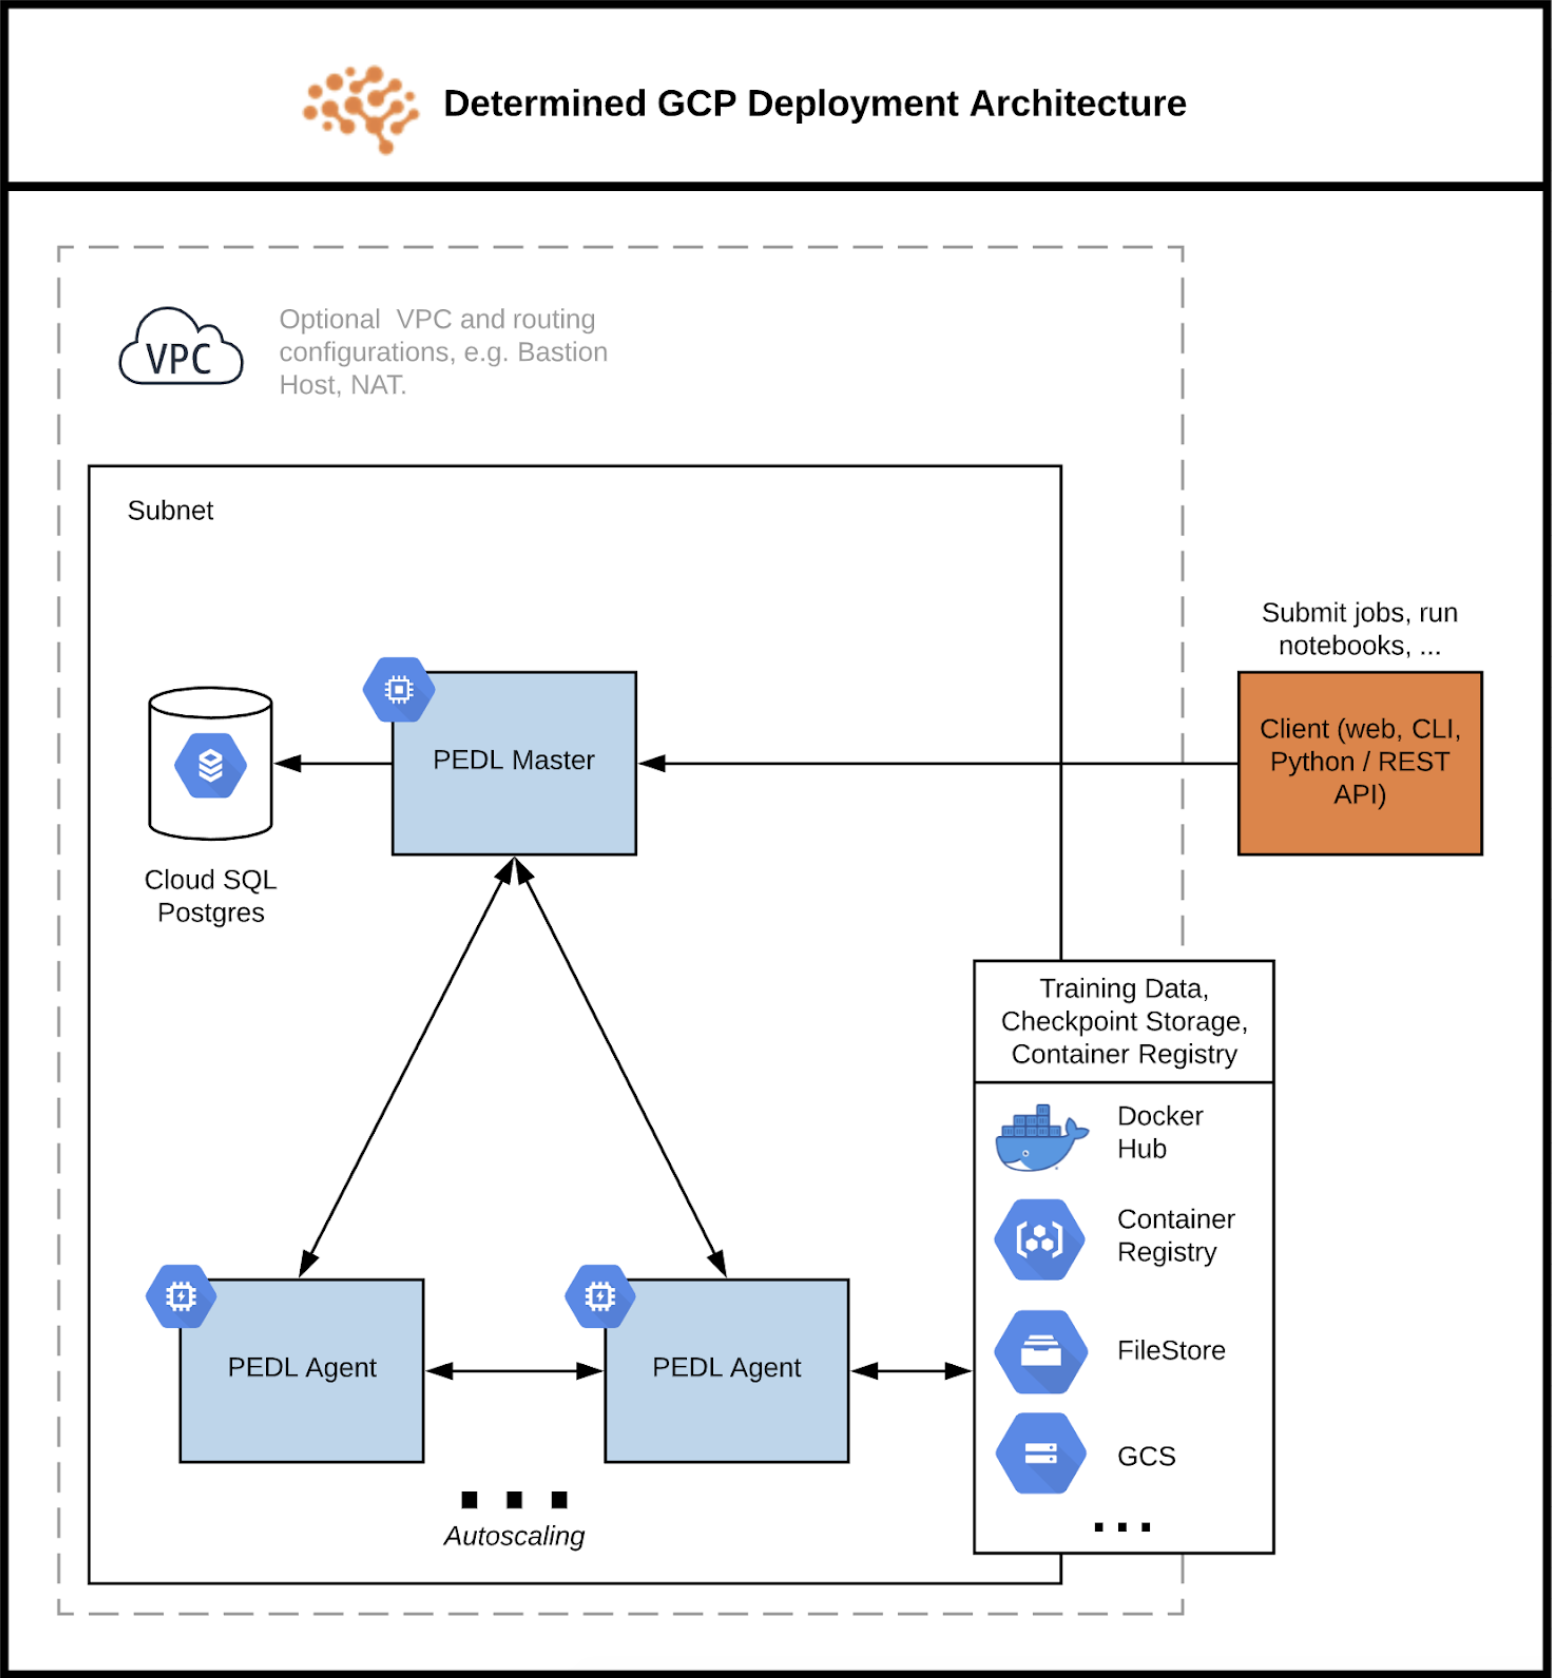 Determined GCP Deployment Architecture
VPC
Optional VPC and routing
configurations, e.g. Bastion
Host, NAT.
Subnet
Submit jobs, run
notebooks, ...
PEDL Master
Client (web, CLI,
Python / REST
API)
Cloud SQL
Postgres
Training Data,
Checkpoint Storage,
Container Registry
Docker
Hub
Container
Registry
FileStore
GCS
...
PEDL Agent
PEDL Agent
Autoscaling